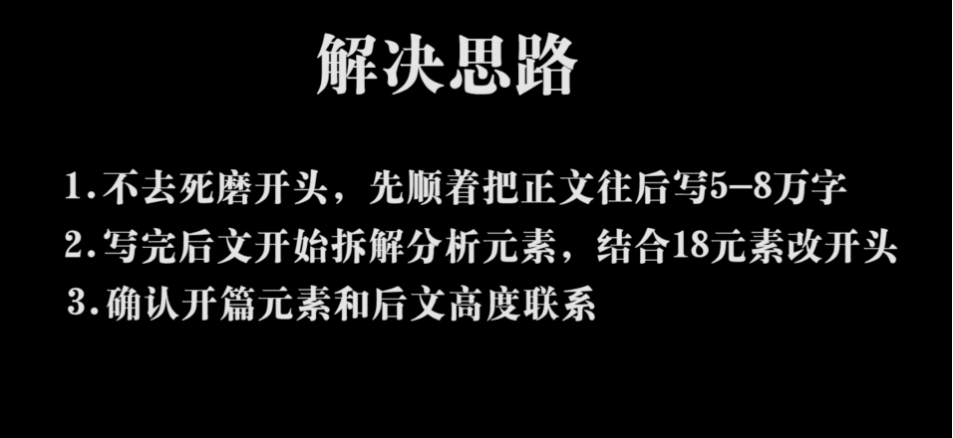 解决思路
1.不去死磨开头，先顺着把正文往后写5-8万字
2.写完后文开始拆解分析元素，结合18元素改开头
3.确认开篇元素和后文高度联系